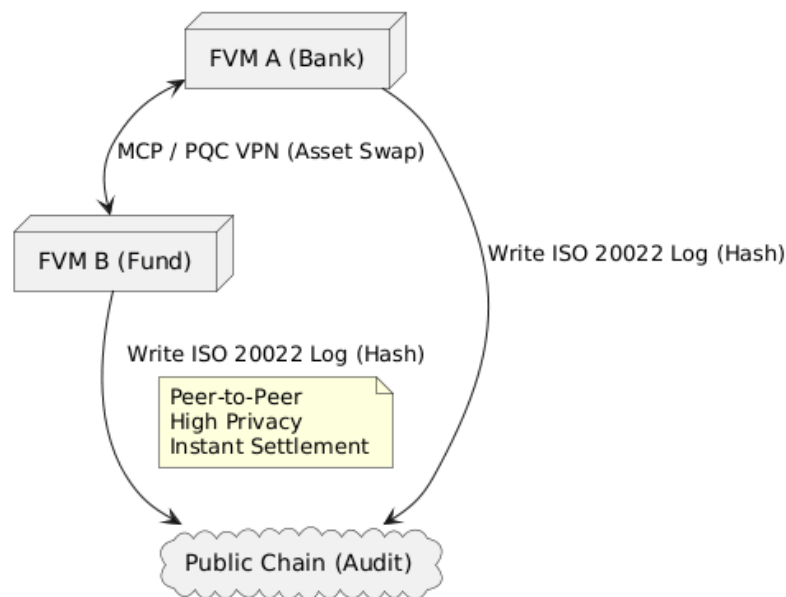 FVM A (Bank)
MCP / PQC VPN (Asset Swap)
Write ISO 20022 Log (Hash)
FVM B (Fund)
Write ISO 20022 Log (Hash)
Peer-to-Peer
High Privacy
Instant Settlement
Public Chain (Audit)